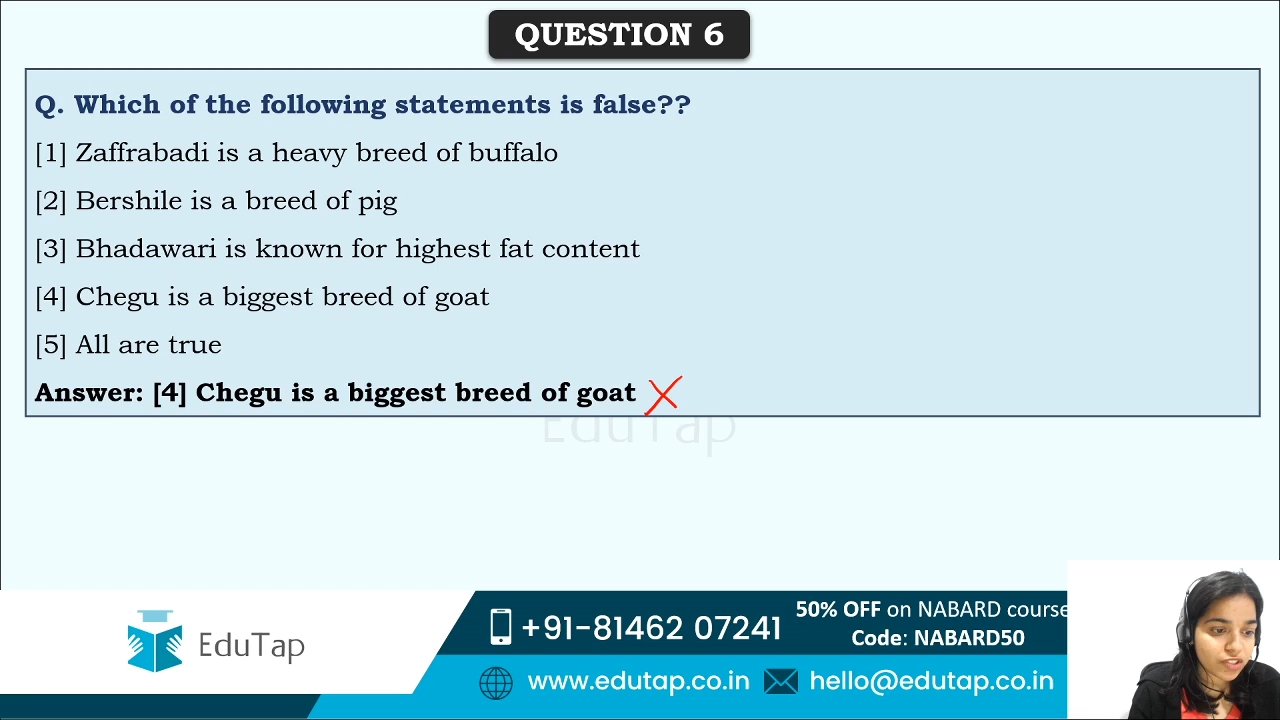 QUESTION 6
Q. Which of the following statements is false??
[1] Zaffrabadi is a heavy breed of buffalo
[2] Bershile is a breed of pig
[3] Bhadawari is known for highest fat content
[4] Chegu is a biggest breed of goat
[5] All are true
Answer: [4] Chegu is a biggest breed of goat
EduTap
EduTap
+91-81462 07241
50% OFF on NABARD course
Code: NABARD50
www.edutap.co.in
hello@edutap.co.in